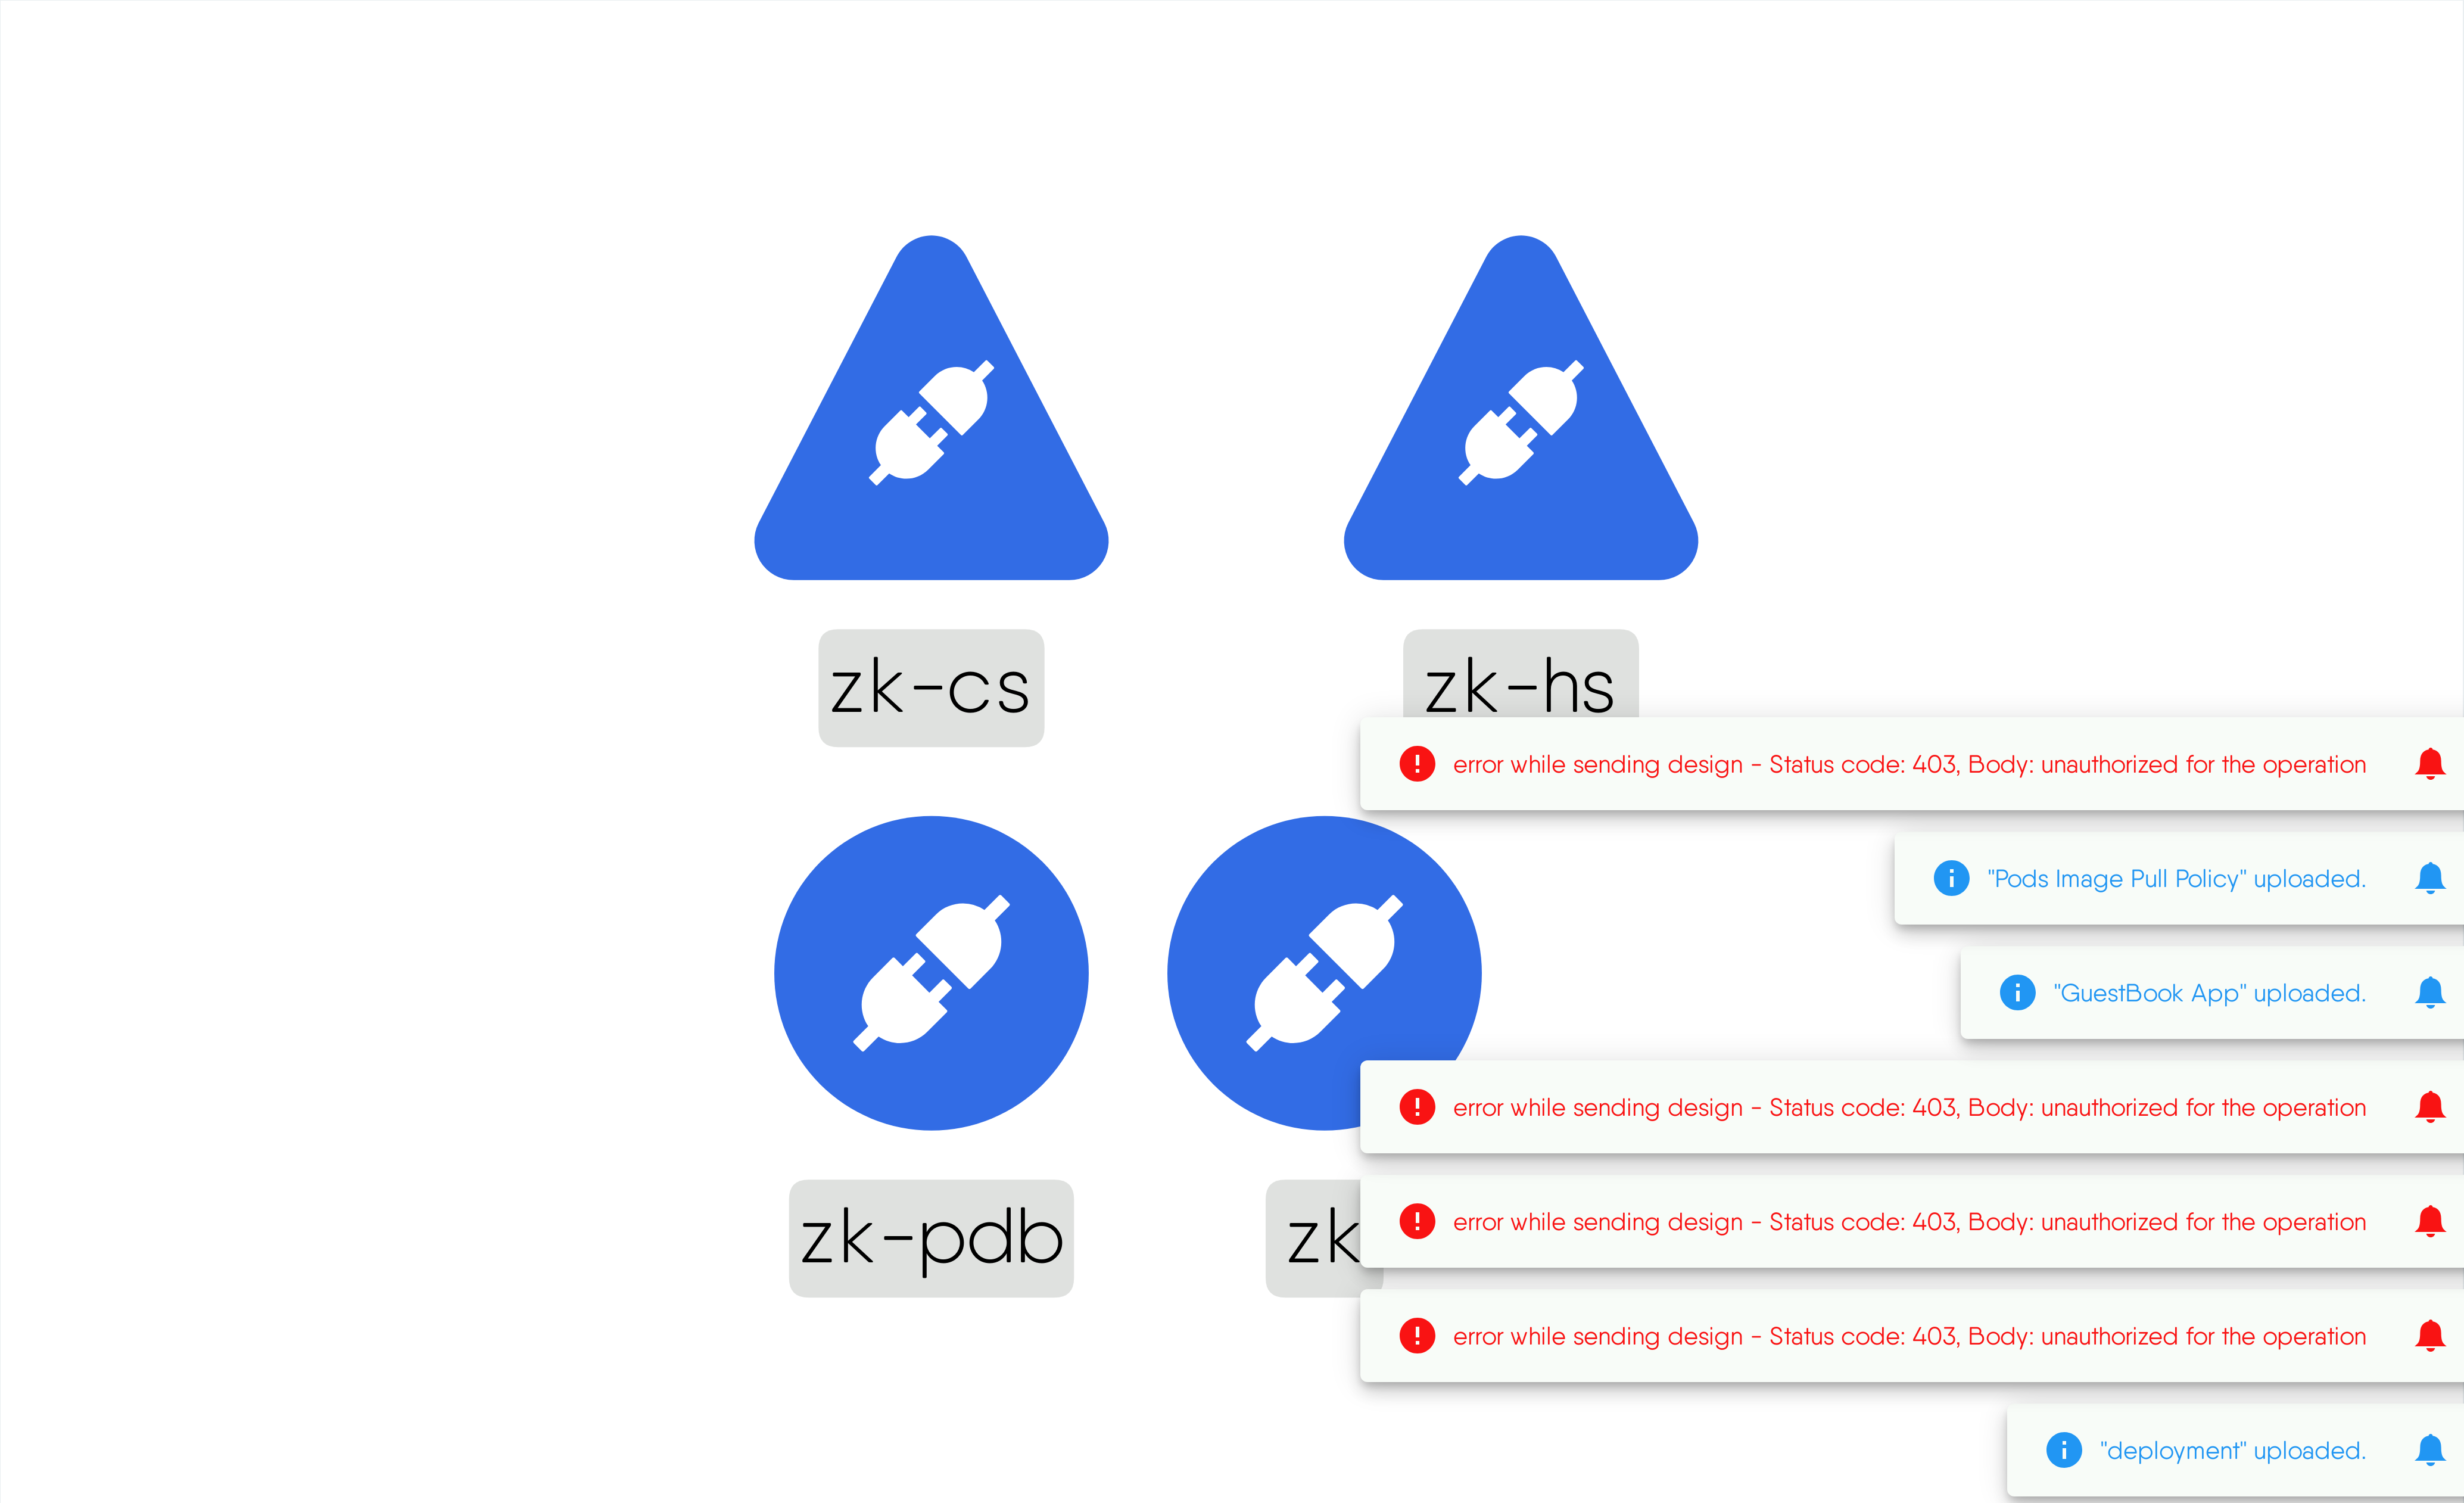 zk-cs
zk-hs
error while sending design - Status code: 403, Body: unauthorized for the operation
"Pods Image Pull Policy" uploaded.
"GuestBook App" uploaded.
error while sending design - Status code: 403, Body: unauthorized for the operation
zk-pdb
zk
error while sending design - Status code: 403, Body: unauthorized for the operation
error while sending design - Status code: 403, Body: unauthorized for the operation
"deployment" uploaded.